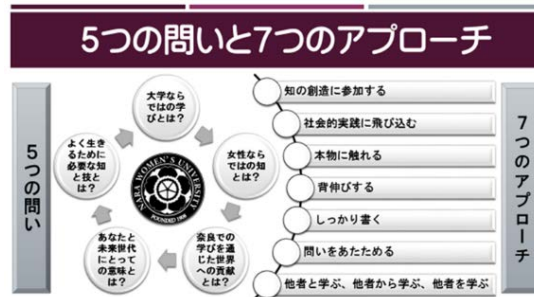 5つの問いと7つのアプローチ
5つの問い
大学なら
ではの学
びとは？
女性なら
ではの知
とは？
奈良での
学びを通
じた世界
への貢献
とは？
あなたと
未来世代
にとって
の意味とは？
よく生き
るために
必要な知
と技と
は？
NARA WOMEN'S UNIVERSITY
FOUNDED 1908
知の創造に参加する
社会的実践に飛び込む
本物に触れる
背伸びする
しっかり書く
問いをあたためる
他者と学ぶ、他者から学ぶ、他者を学ぶ
7つのアプローチ